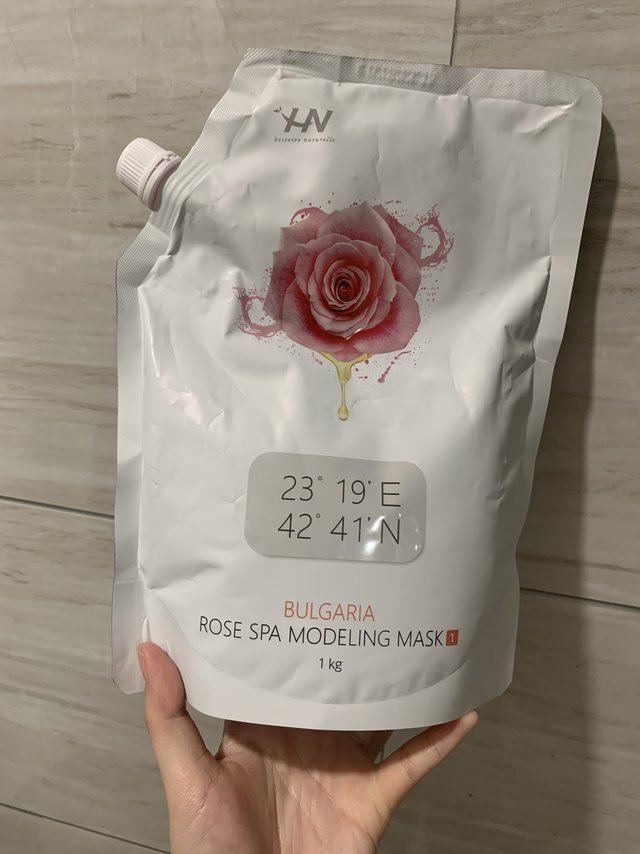 HN
histoire naturelle
23° 19' E
42° 41' N
BULGARIA
ROSE SPA MODELING MASK 1
1 kg